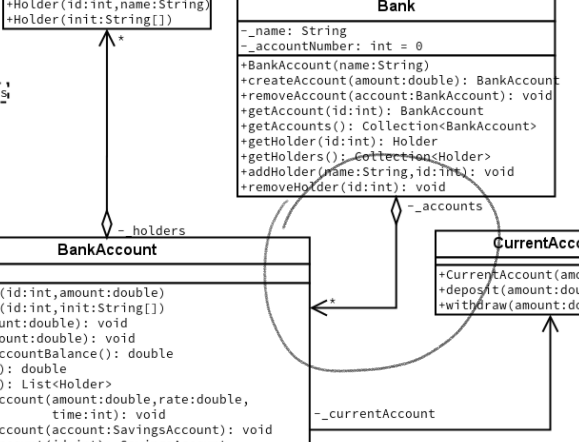 +Holder(id:int,name:String)
+Holder(init:String[])
*
-_holders
Bank
-_name: String
-_accountNumber: int = 0
+BankAccount(name:String)
+createAccount(amount:double): BankAccount
+removeAccount(account:BankAccount): void
+getAccount(id:int): BankAccount
+getAccounts(): Collection<BankAccount>
+getHolder(id:int): Holder
+getHolders(): Collection<Holder>
+addHolder(name:String,id:int): void
+removeHolder(id:int): void
-_accounts
*
BankAccount
(id:int,amount:double)
(id:int,init:String[])
unt:double): void
ount:double): void
ccountBalance(): double
): double
): List<Holder>
ccount(amount:double,rate:double,
time:int): void
ccount(account:SavingsAccount): void
CurrentAcco
+CurrentAccount(amo
+deposit(amount:dou
+withdraw(amount:do
-_currentAccount